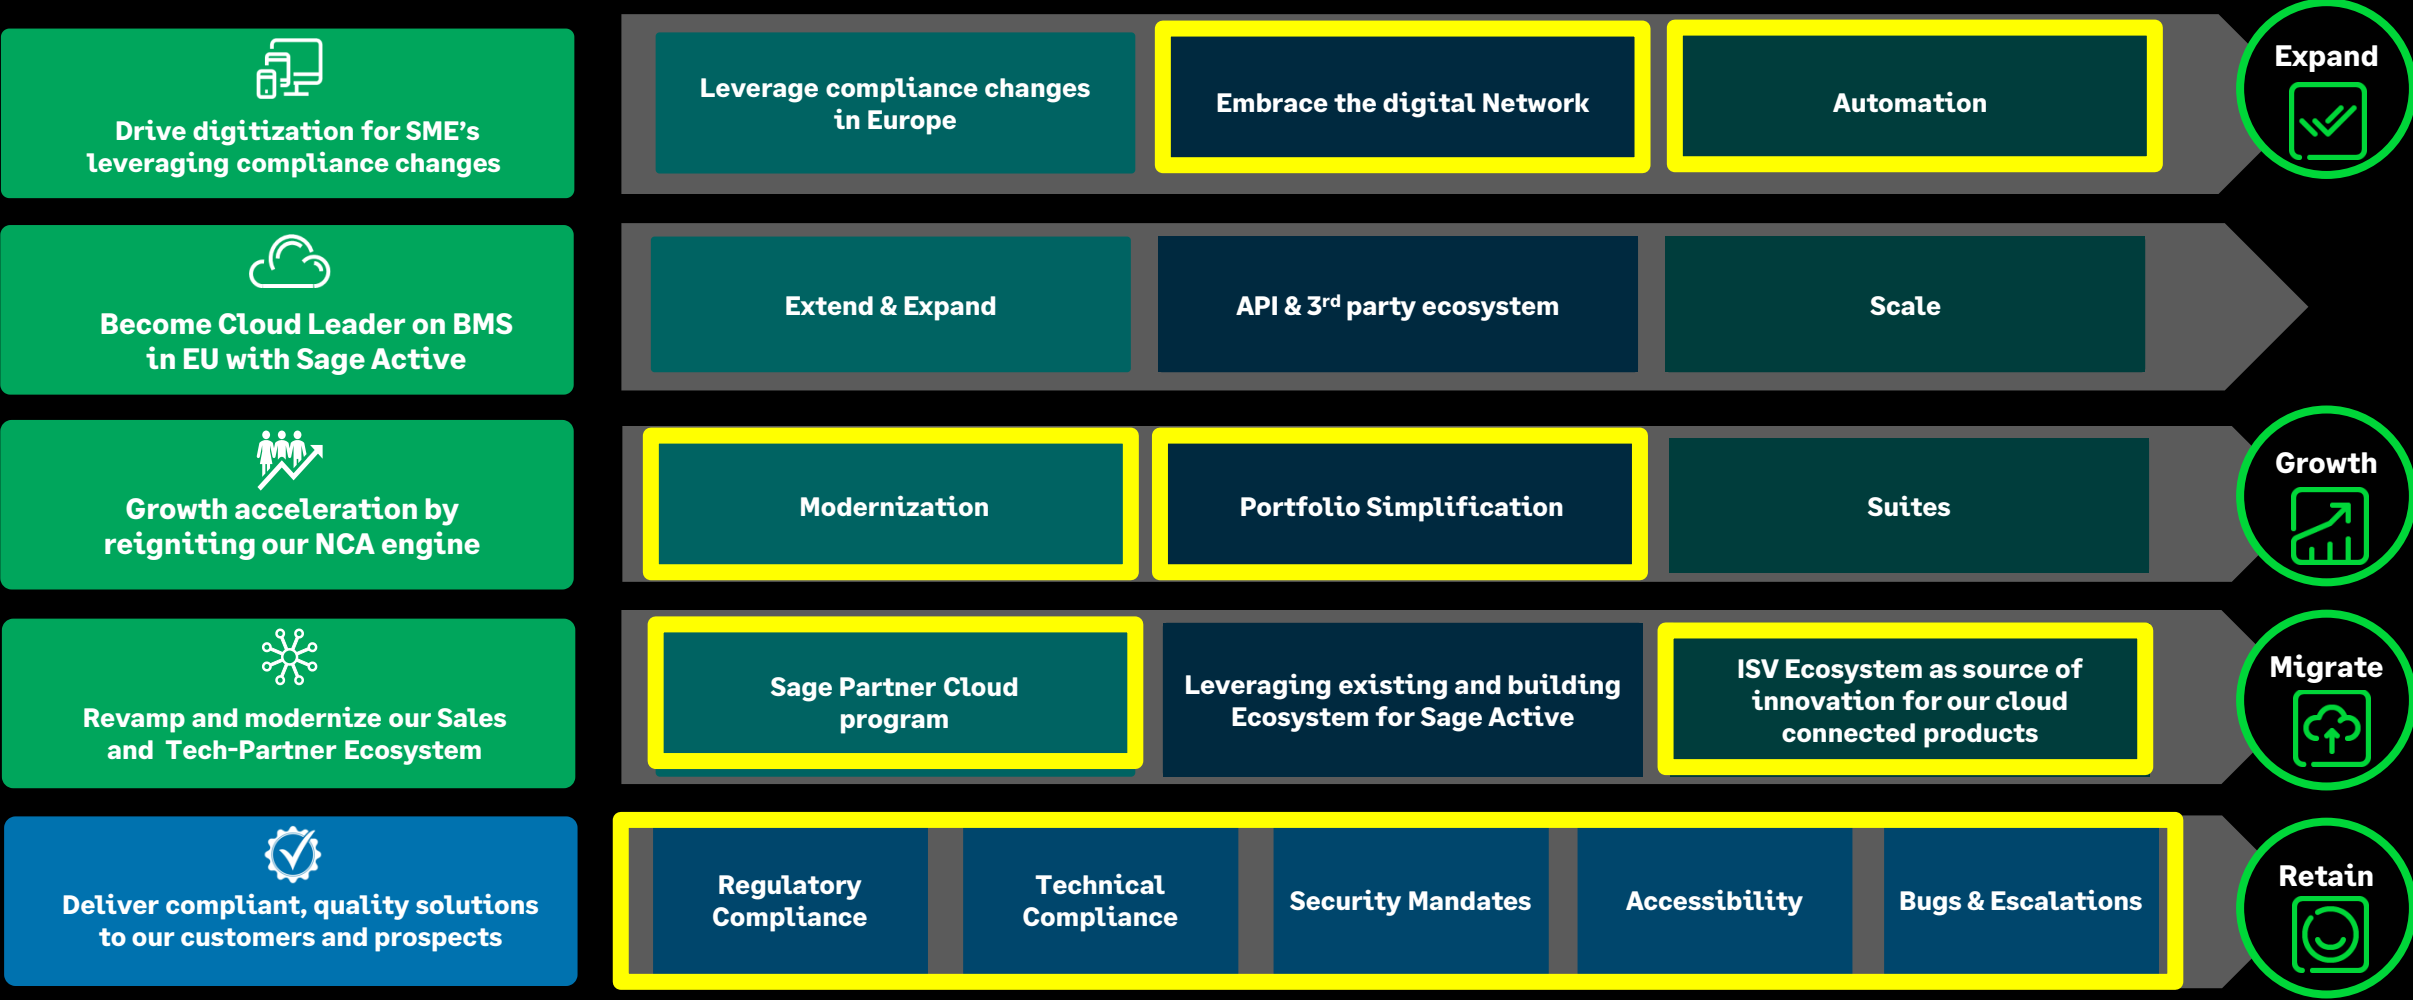 Drive digitization for SME’s
leveraging compliance changes
Leverage compliance changes
in Europe
Embrace the digital Network
Automation
Expand
Become Cloud Leader on BMS
in EU with Sage Active
Extend & Expand
API & 3rd party ecosystem
Scale
Growth acceleration by
reigniting our NCA engine
Modernization
Portfolio Simplification
Suites
Growth
Revamp and modernize our Sales
and Tech-Partner Ecosystem
Sage Partner Cloud
program
Leveraging existing and building
Ecosystem for Sage Active
ISV Ecosystem as source of
innovation for our cloud
connected products
Migrate
Deliver compliant, quality solutions
to our customers and prospects
Regulatory
Compliance
Technical
Compliance
Security Mandates
Accessibility
Bugs & Escalations
Retain